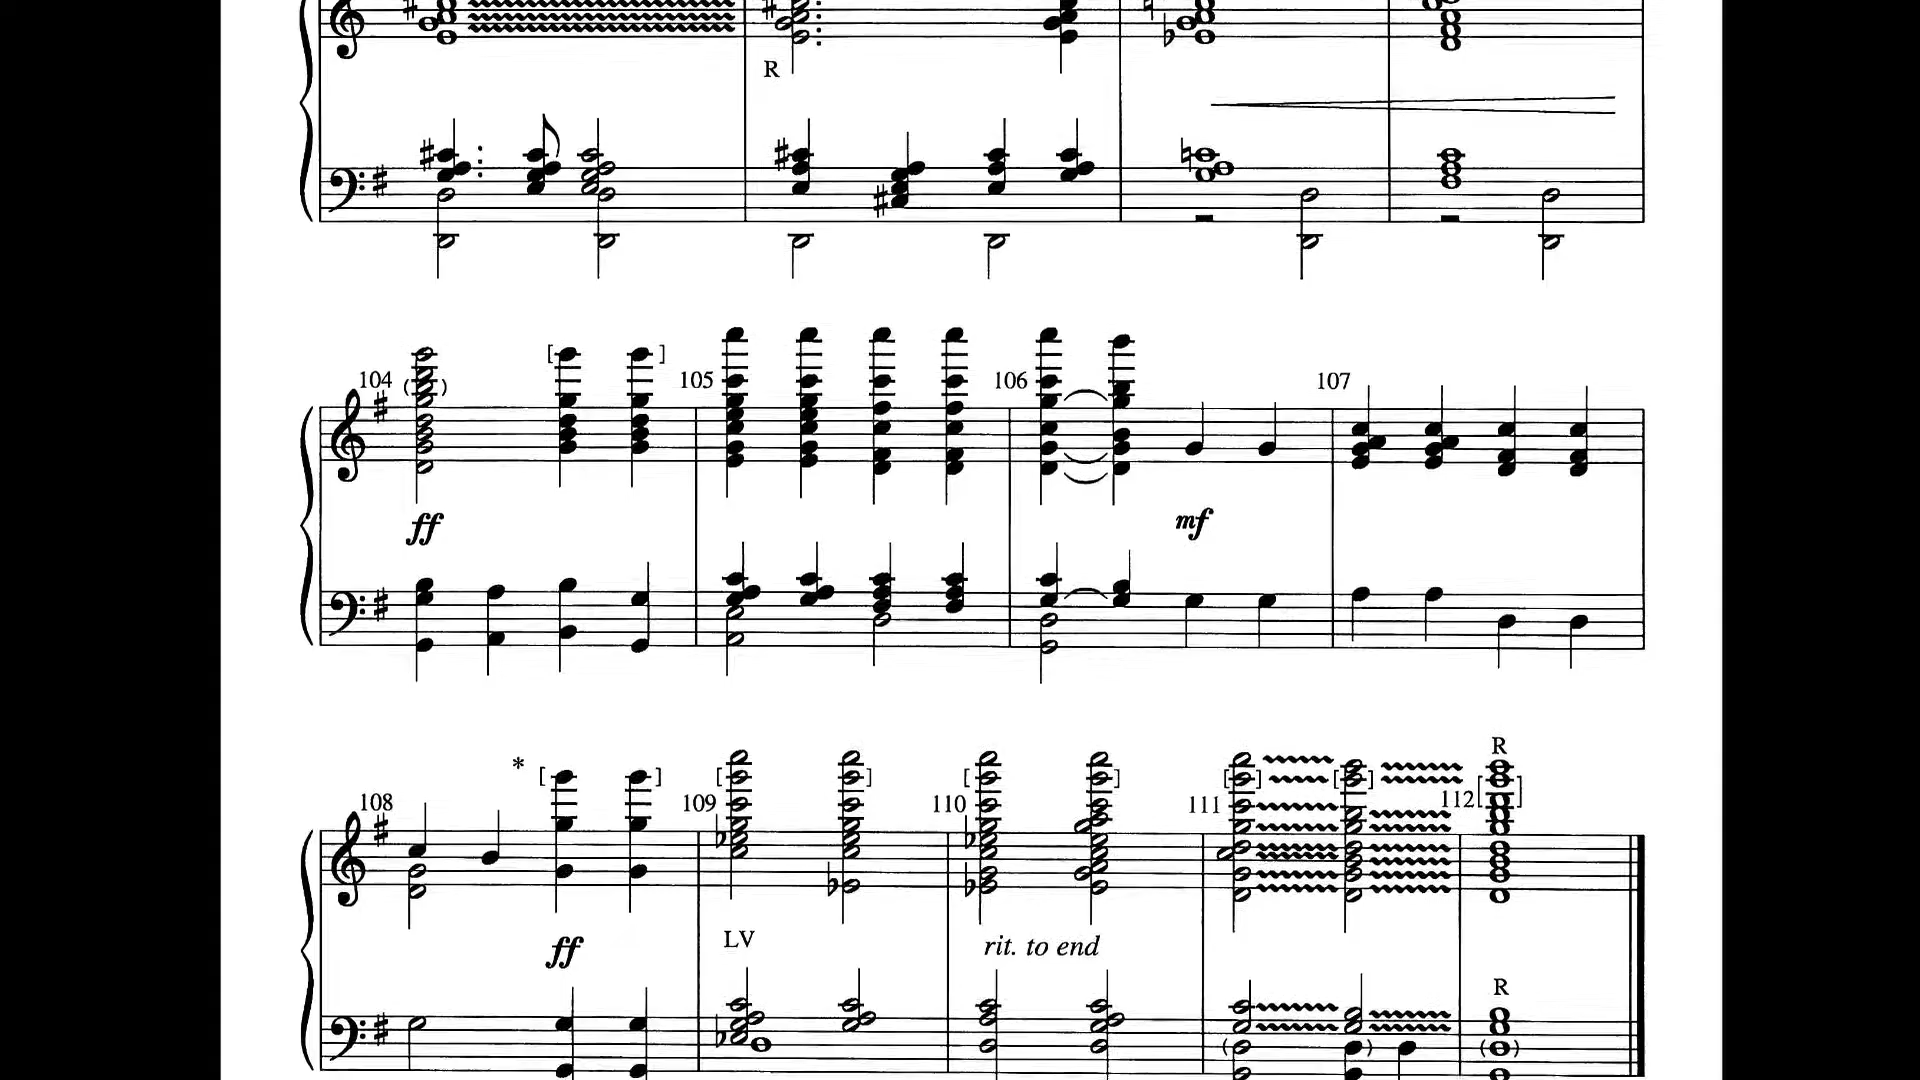 R
104
105
106
107
ff
mf
108
*
109
110
111
R
112
ff
LV
rit. to end
R